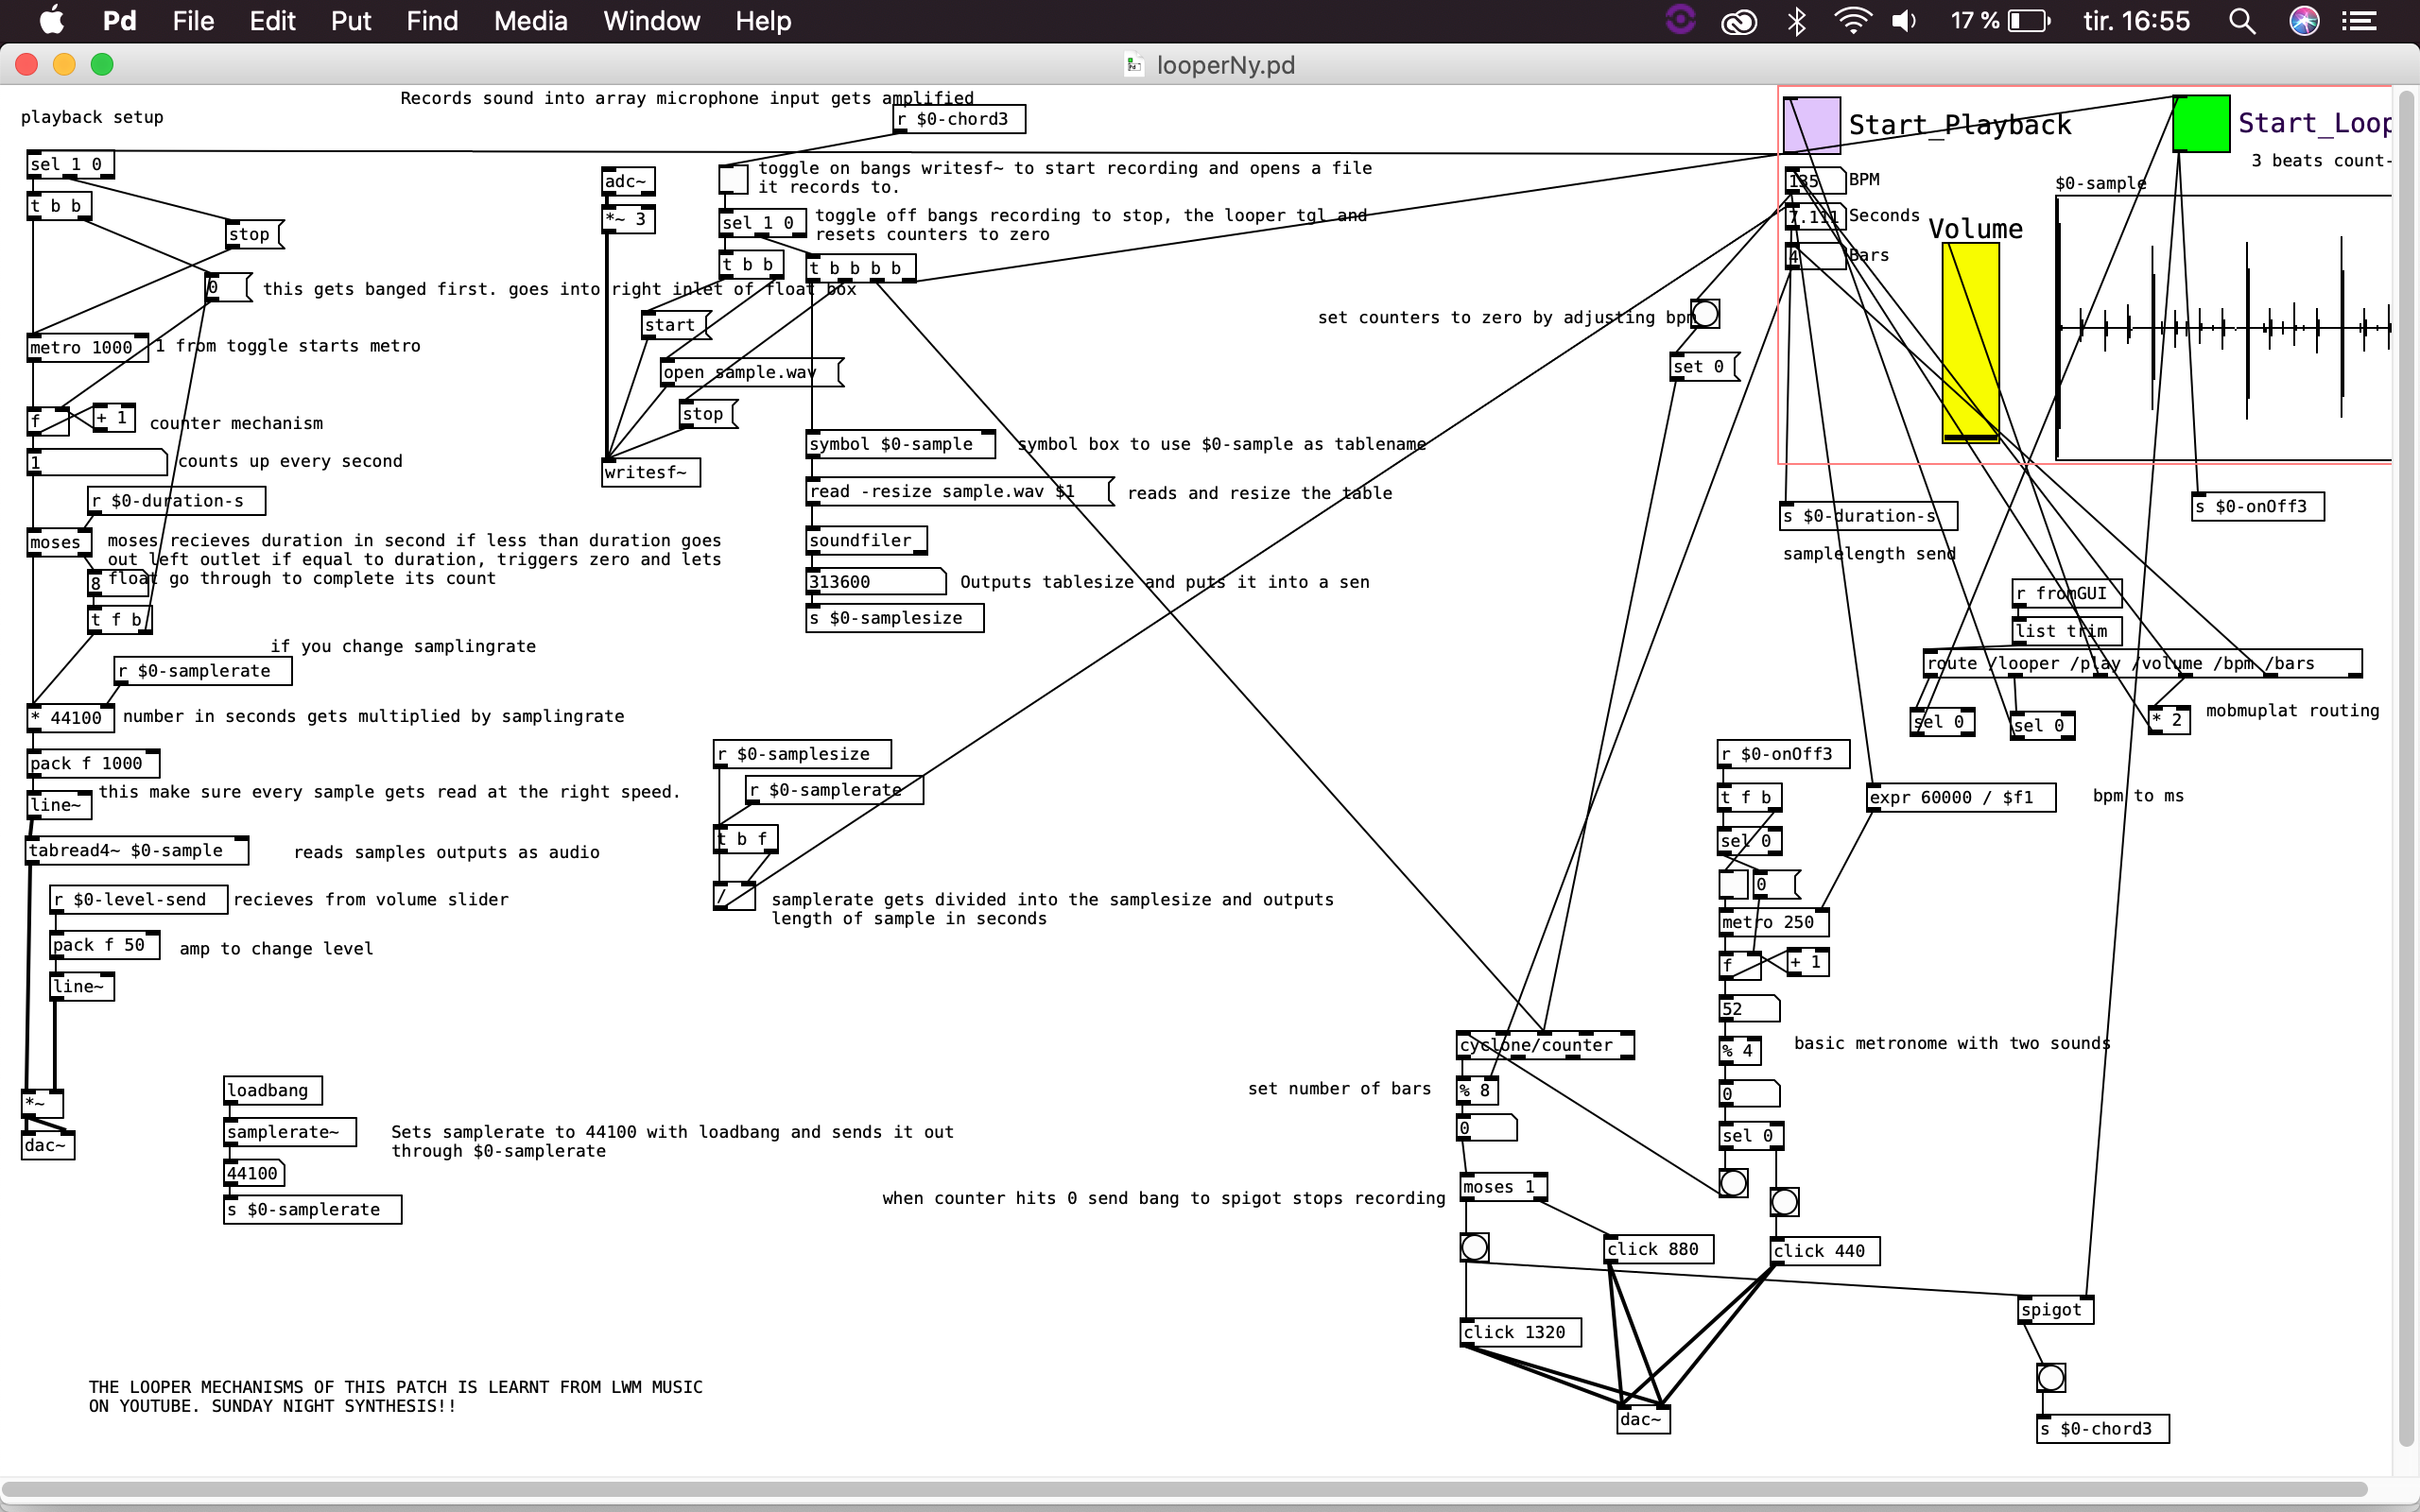 Pd File Edit Put Find Media Window Help 17 % tir. 16:55
looperNy.pd
playback setup
sel 1 0
t b b
stop
0
this gets banged first. goes into right inlet of float box
metro 1000
1 from toggle starts metro
f
+ 1
counter mechanism
1
counts up every second
r $0-duration-s
moses
moses recieves duration in second if less than duration goes
out left outlet if equal to duration, triggers zero and lets
float go through to complete its count
8
t f b
if you change samplingrate
r $0-samplerate
* 44100
number in seconds gets multiplied by samplingrate
pack f 1000
line~
this make sure every sample gets read at the right speed.
tabread4~ $0-sample
reads samples outputs as audio
r $0-level-send
recieves from volume slider
pack f 50
amp to change level
line~
*~
dac~
loadbang
samplerate~
44100
s $0-samplerate
Sets samplerate to 44100 with loadbang and sends it out
through $0-samplerate
THE LOOPER MECHANISMS OF THIS PATCH IS LEARNT FROM LWM MUSIC
ON YOUTUBE. SUNDAY NIGHT SYNTHESIS!!
Records sound into array microphone input gets amplified
r $0-chord3
adc~
*~ 3
toggle on bangs writesf~ to start recording and opens a file
it records to.
sel 1 0
toggle off bangs recording to stop, the looper tgl and
resets counters to zero
t b b
t b b b b
start
open sample.wav
stop
writesf~
symbol $0-sample
symbol box to use $0-sample as tablename
read -resize sample.wav $1
reads and resize the table
soundfiler
313600
Outputs tablesize and puts it into a sen
s $0-samplesize
r $0-samplesize
r $0-samplerate
t b f
/
samplerate gets divided into the samplesize and outputs
length of sample in seconds
Start_Playback
Start_Loop
3 beats count-
135
BPM
7.111
Seconds
4
Bars
Volume
$0-sample
set counters to zero by adjusting bpm
set 0
s $0-duration-s
samplelength send
s $0-onOff3
r fromGUI
list trim
route /looper /play /volume /bpm /bars
sel 0
sel 0
* 2
mobmuplat routing
r $0-onOff3
t f b
sel 0
0
metro 250
expr 60000 / $f1
bpm to ms
f
+ 1
52
% 4
basic metronome with two sounds
0
sel 0
cyclone/counter
set number of bars
% 8
0
moses 1
when counter hits 0 send bang to spigot stops recording
click 880
click 440
click 1320
dac~
spigot
s $0-chord3